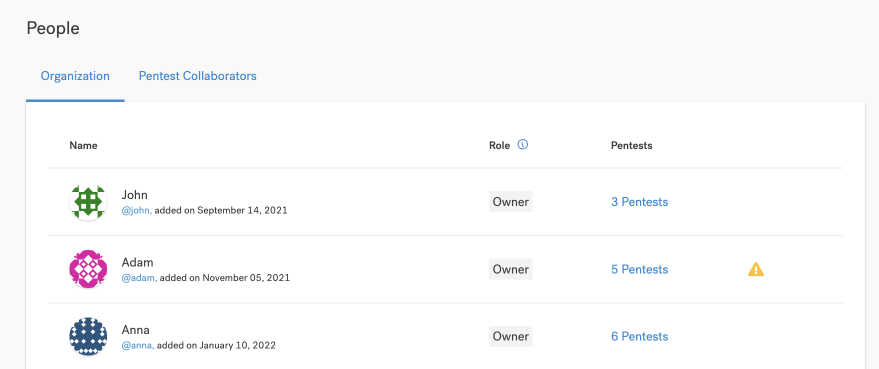 People
Organization Pentest Collaborators
Name Role Pentests
John
@john, added on September 14, 2021
Owner
3 Pentests
Adam
@adam, added on November 05, 2021
Owner
5 Pentests
Anna
@anna, added on January 10, 2022
Owner
6 Pentests